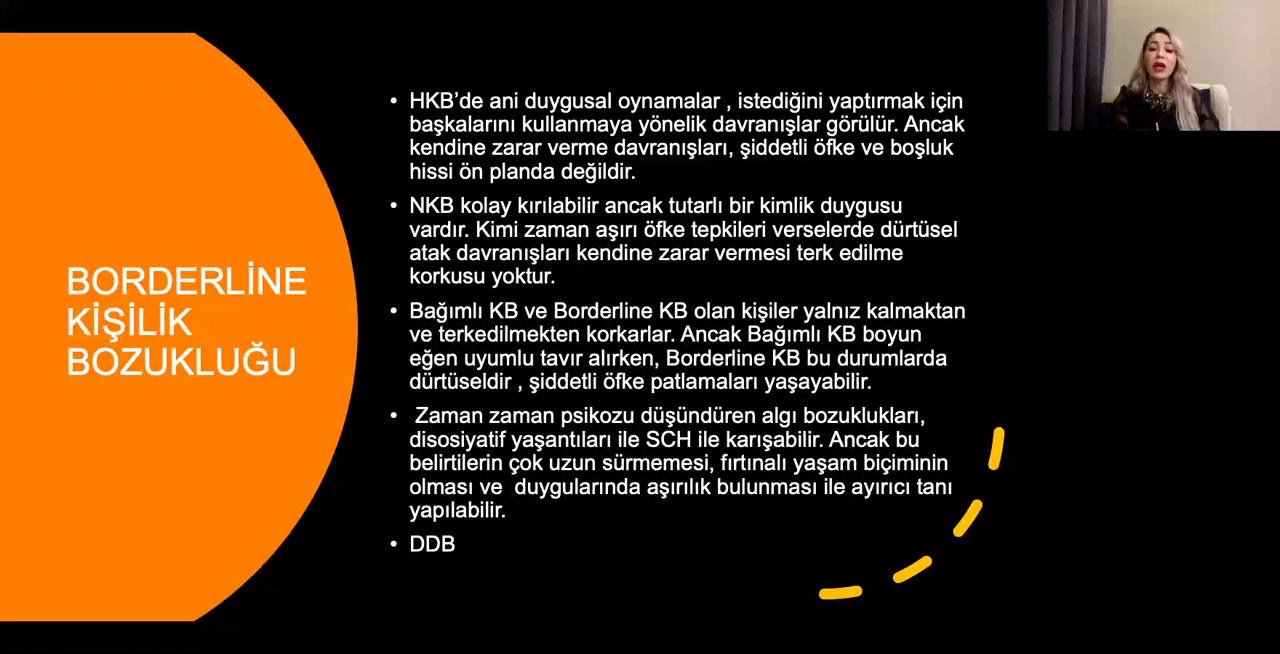 BORDERLİNE
KİŞİLİK
BOZUKLUĞU
• HKB’de ani duygusal oynamalar , istediğini yaptırmak için
başkalarını kullanmaya yönelik davranışlar görülür. Ancak
kendine zarar verme davranışları, şiddetli öfke ve boşluk
hissi ön planda değildir.
• NKB kolay kırılabilir ancak tutarlı bir kimlik duygusu
vardır. Kimi zaman aşırı öfke tepkileri verselerde dürtüsel
atak davranışları kendine zarar vermesi terk edilme
korkusu yoktur.
• Bağımlı KB ve Borderline KB olan kişiler yalnız kalmaktan
ve terkedilmekten korkarlar. Ancak Bağımlı KB boyun
eğen uyumlu tavır alırken, Borderline KB bu durumlarda
dürtüseldir , şiddetli öfke patlamaları yaşayabilir.
• Zaman zaman psikozu düşündüren algı bozuklukları,
disosiyatif yaşantıları ile SCH ile karışabilir. Ancak bu
belirtilerin çok uzun sürmemesi, fırtınalı yaşam biçiminin
olması ve  duygularında aşırılık bulunması ile ayırıcı tanı
yapılabilir.
• DDB